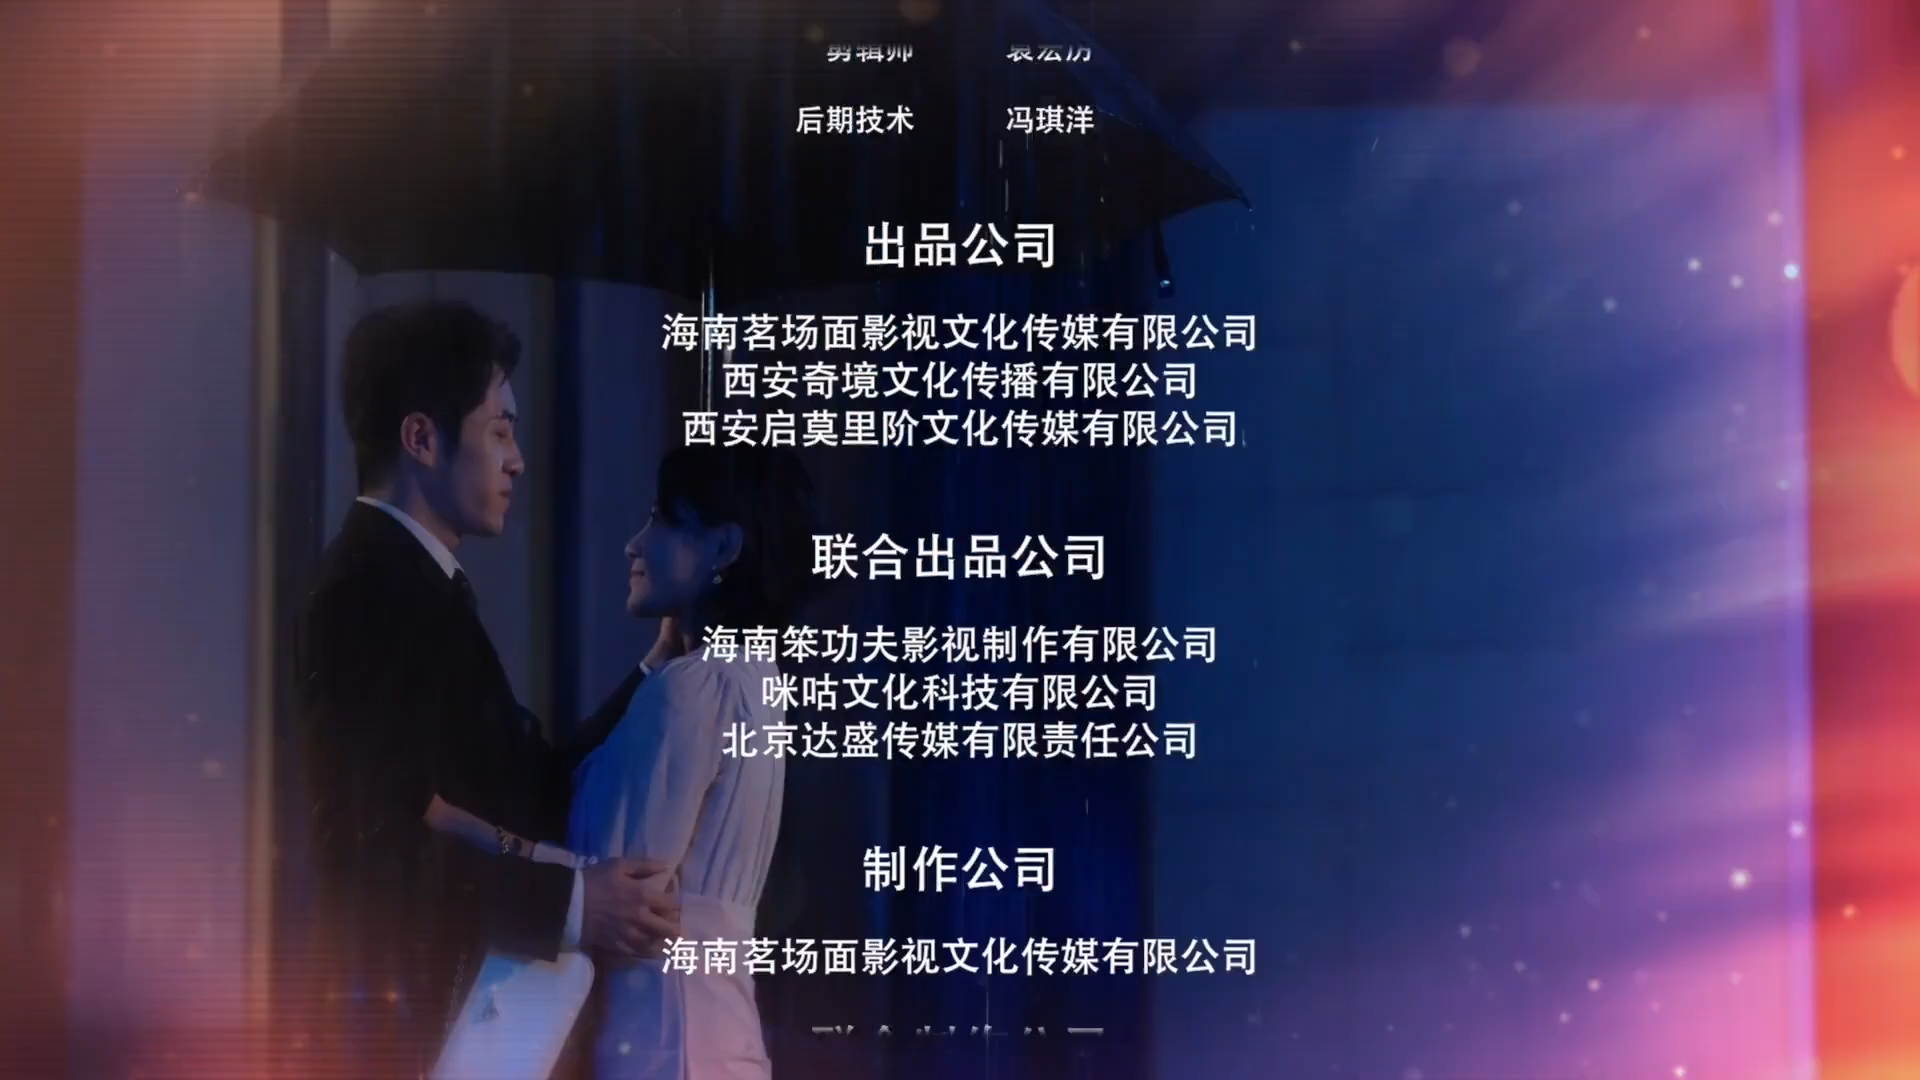 剪辑师 袁宏历
后期技术 冯琪洋
出品公司
海南茗场面影视文化传媒有限公司
西安奇境文化传播有限公司
西安启莫里阶文化传媒有限公司
联合出品公司
海南笨功夫影视制作有限公司
咪咕文化科技有限公司
北京达盛传媒有限责任公司
制作公司
海南茗场面影视文化传媒有限公司